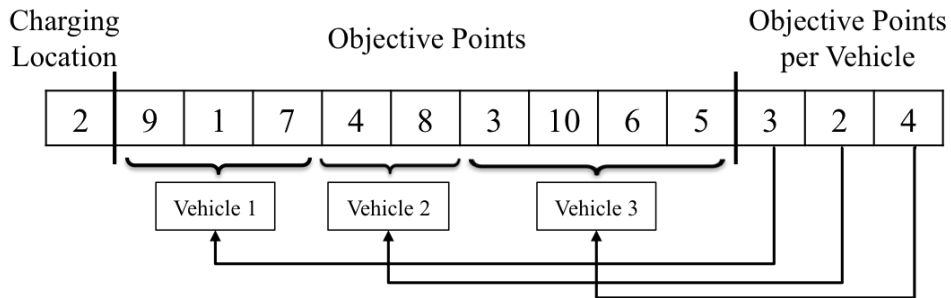 Charging
Location
Objective Points
Objective Points
per Vehicle
2 9 1 7 4 8 3 10 6 5 3 2 4
Vehicle 1
Vehicle 2
Vehicle 3